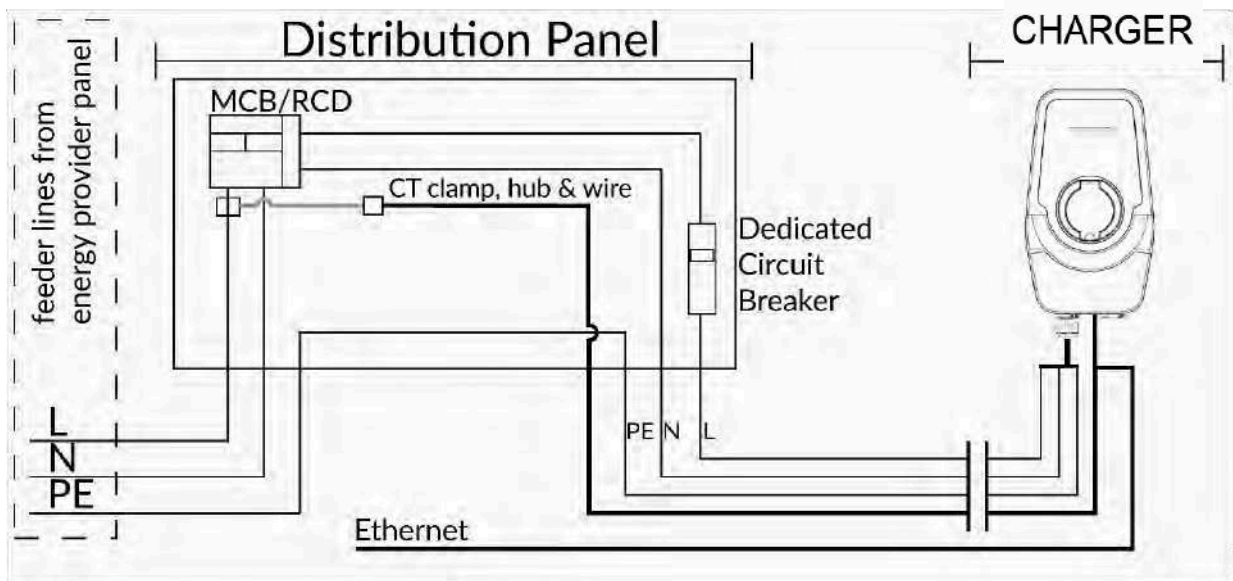 Distribution Panel
CHARGER
feeder lines from
energy provider panel
MCB/RCD
CT clamp, hub & wire
Dedicated
Circuit
Breaker
PE N L
L
N
PE
Ethernet